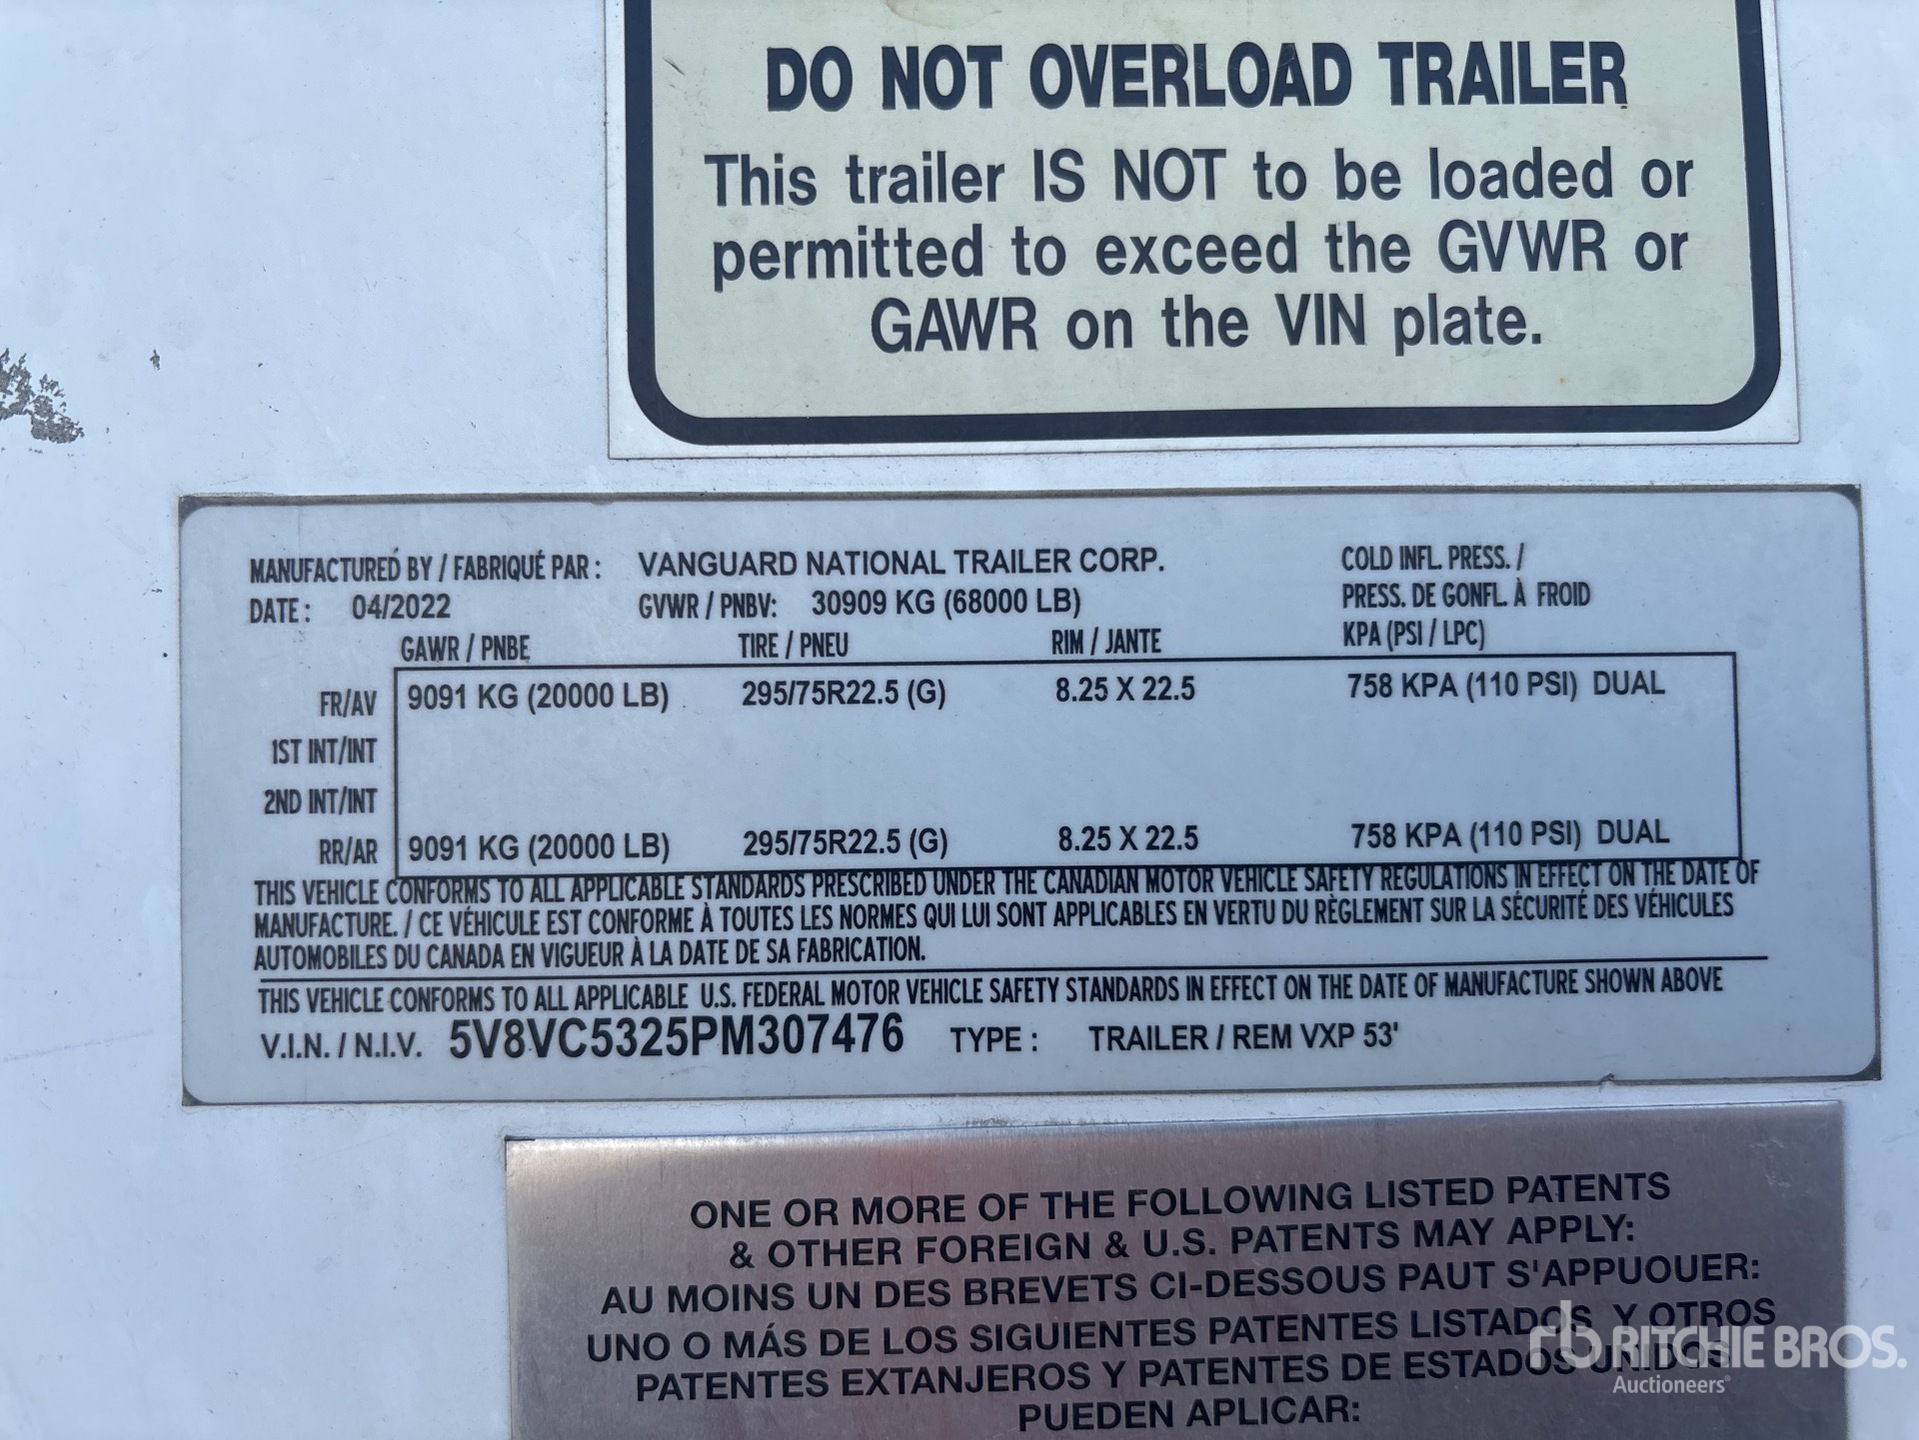 DO NOT OVERLOAD TRAILER
This trailer IS NOT to be loaded or
permitted to exceed the GVWR or
GAWR on the VIN plate.
MANUFACTURED BY / FABRIQUÉ PAR : VANGUARD NATIONAL TRAILER CORP. COLD INFL. PRESS. /
DATE : 04/2022 GVWR / PNBV: 30909 KG (68000 LB) PRESS. DE GONFL. À FROID
GAWR / PNBE TIRE / PNEU RIM / JANTE KPA (PSI / LPC)
FR/AV 9091 KG (20000 LB) 295/75R22.5 (G) 8.25 X 22.5 758 KPA (110 PSI) DUAL
1ST INT/INT
2ND INT/INT
RR/AR 9091 KG (20000 LB) 295/75R22.5 (G) 8.25 X 22.5 758 KPA (110 PSI) DUAL
THIS VEHICLE CONFORMS TO ALL APPLICABLE STANDARDS PRESCRIBED UNDER THE CANADIAN MOTOR VEHICLE SAFETY REGULATIONS IN EFFECT ON THE DATE OF
MANUFACTURE. / CE VÉHICULE EST CONFORME À TOUTES LES NORMES QUI LUI SONT APPLICABLES EN VERTU DU RÈGLEMENT SUR LA SÉCURITÉ DES VÉHICULES
AUTOMOBILES DU CANADA EN VIGUEUR À LA DATE DE SA FABRICATION.
THIS VEHICLE CONFORMS TO ALL APPLICABLE U.S. FEDERAL MOTOR VEHICLE SAFETY STANDARDS IN EFFECT ON THE DATE OF MANUFACTURE SHOWN ABOVE
V.I.N. / N.I.V. 5V8VC5325PM307476 TYPE : TRAILER / REM VXP 53'
ONE OR MORE OF THE FOLLOWING LISTED PATENTS
& OTHER FOREIGN & U.S. PATENTS MAY APPLY:
AU MOINS UN DES BREVETS CI-DESSOUS PAUT S'APPUOUER:
UNO O MÁS DE LOS SIGUIENTES PATENTES LISTADOS Y OTROS
PATENTES EXTANJEROS Y PATENTES DE ESTADOS UNIDOS
PUEDEN APLICAR:
rb RITCHIE BROS.
Auctioneers